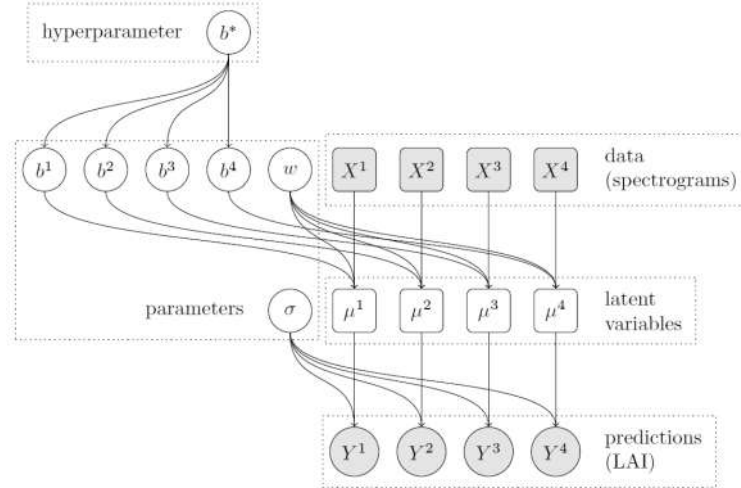 hyperparameter b*
b¹ b² b³ b⁴ w X¹ X² X³ X⁴ data
(spectrograms)
parameters σ μ¹ μ² μ³ μ⁴ latent
variables
Y¹ Y² Y³ Y⁴ predictions
(LAI)